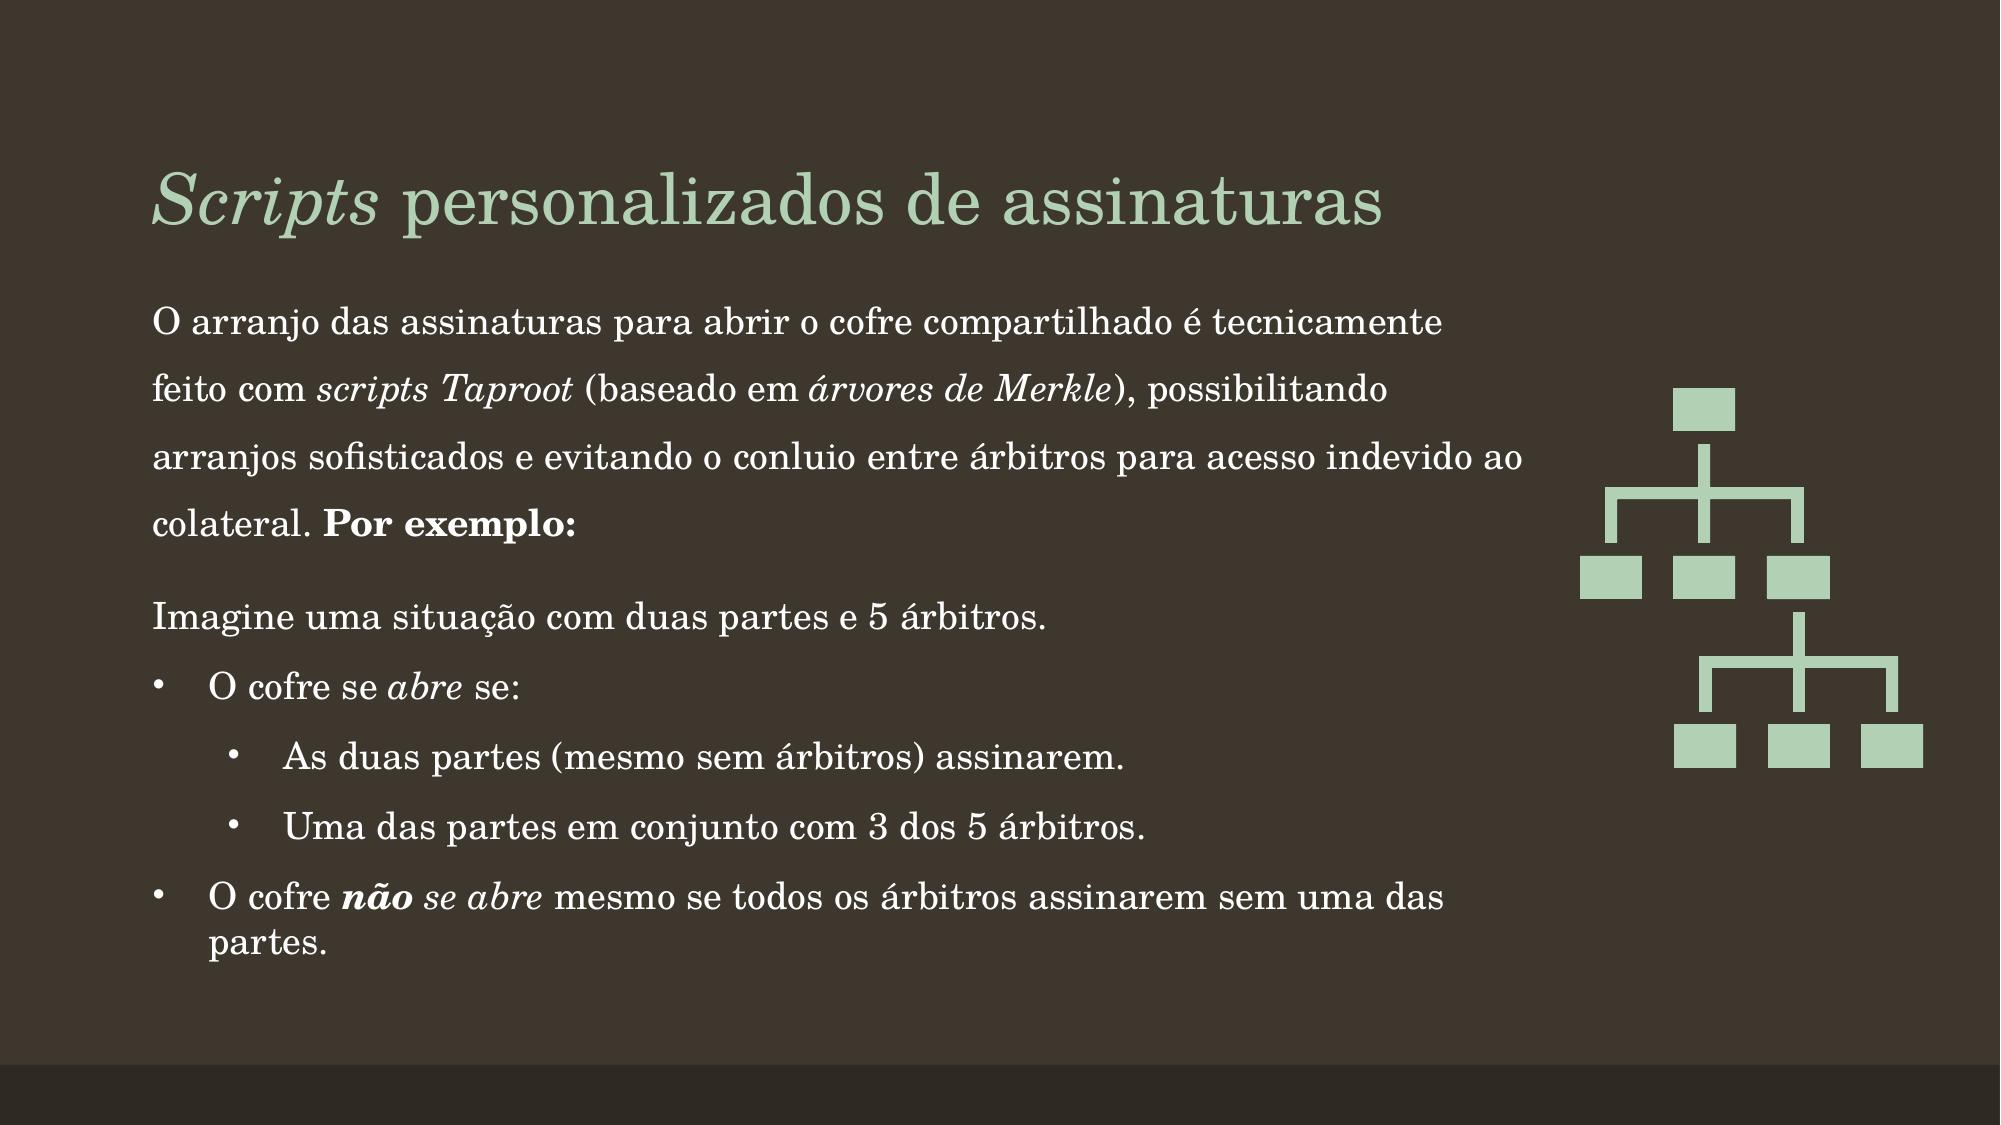 Scripts personalizados de assinaturas
O arranjo das assinaturas para abrir o cofre compartilhado é tecnicamente
feito com scripts Taproot (baseado em árvores de Merkle), possibilitando
arranjos sofisticados e evitando o conluio entre árbitros para acesso indevido ao
colateral. Por exemplo:
Imagine uma situação com duas partes e 5 árbitros.
• O cofre se abre se:
• As duas partes (mesmo sem árbitros) assinarem.
• Uma das partes em conjunto com 3 dos 5 árbitros.
• O cofre não se abre mesmo se todos os árbitros assinarem sem uma das
partes.